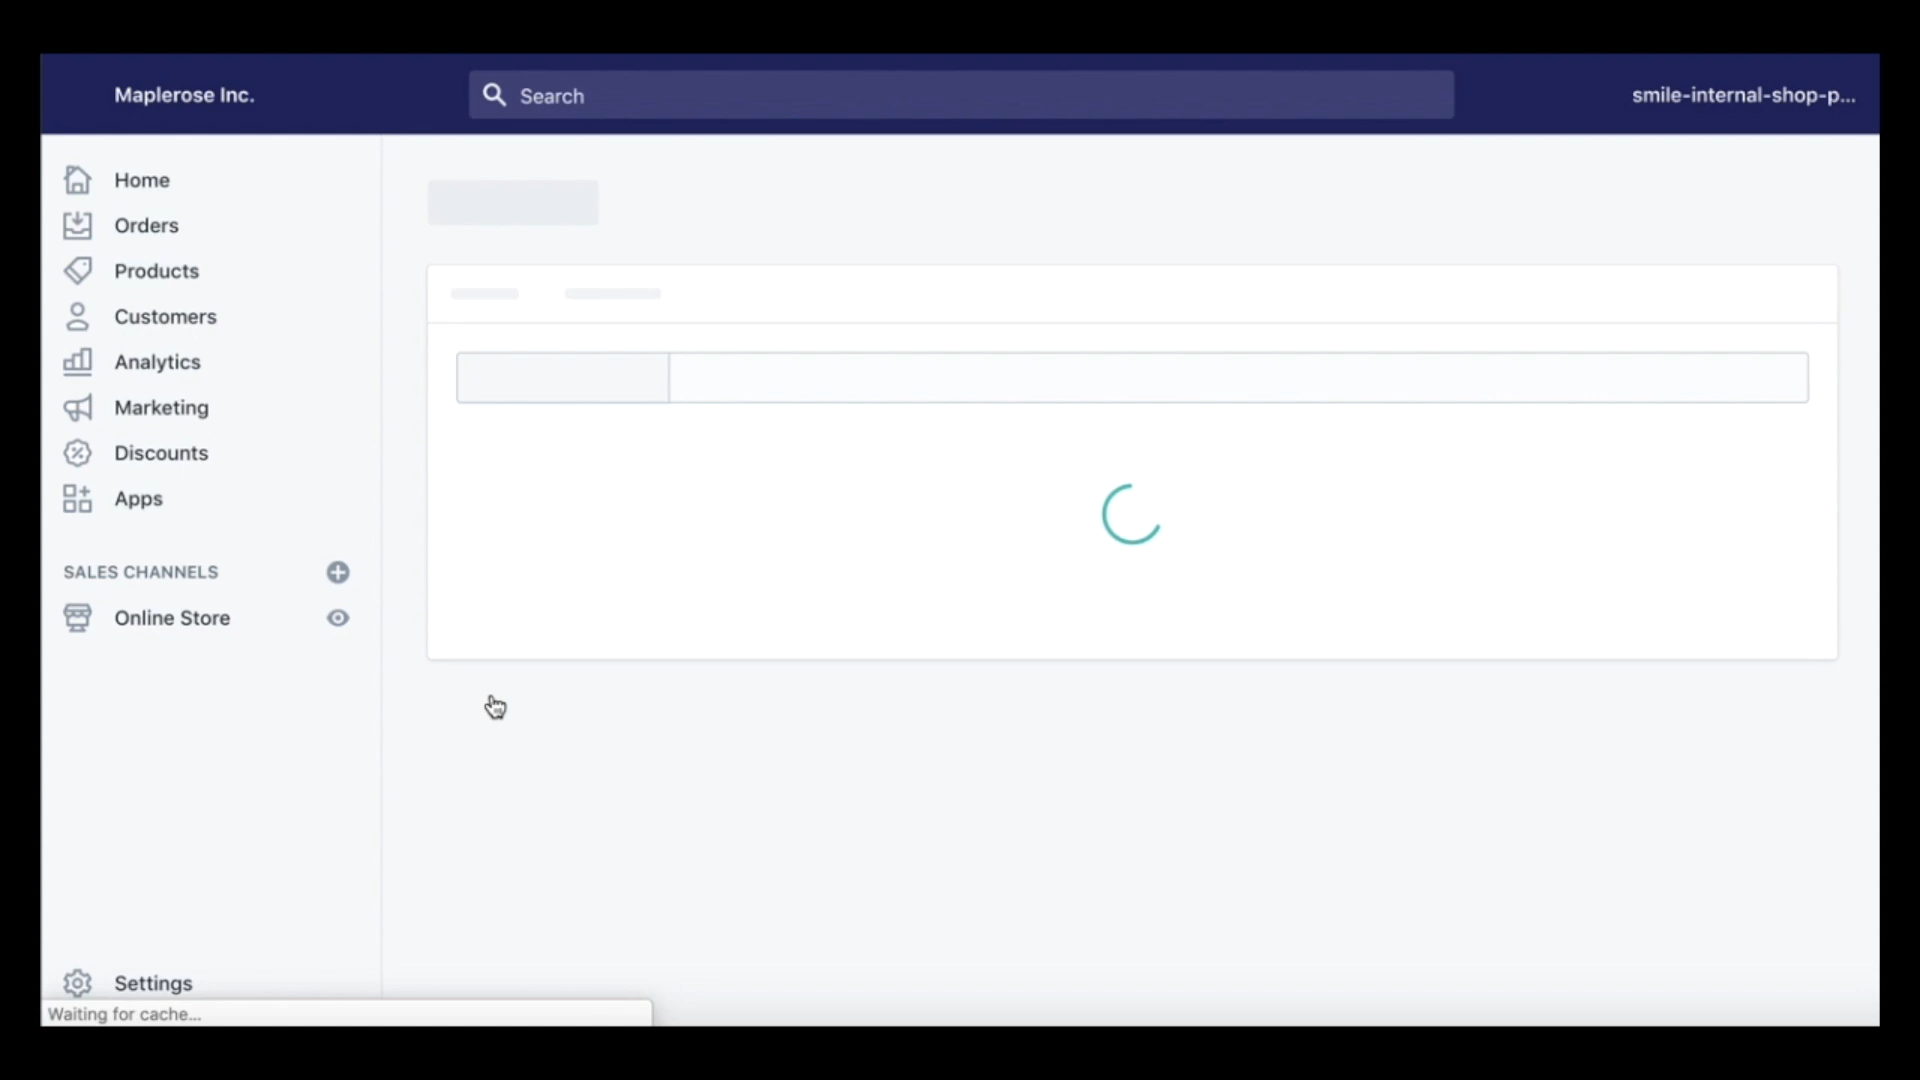 Maplerose Inc.
Search
smile-internal-shop-p...
Home
Orders
Products
Customers
Analytics
Marketing
Discounts
Apps
SALES CHANNELS
Online Store
Settings
Waiting for cache...